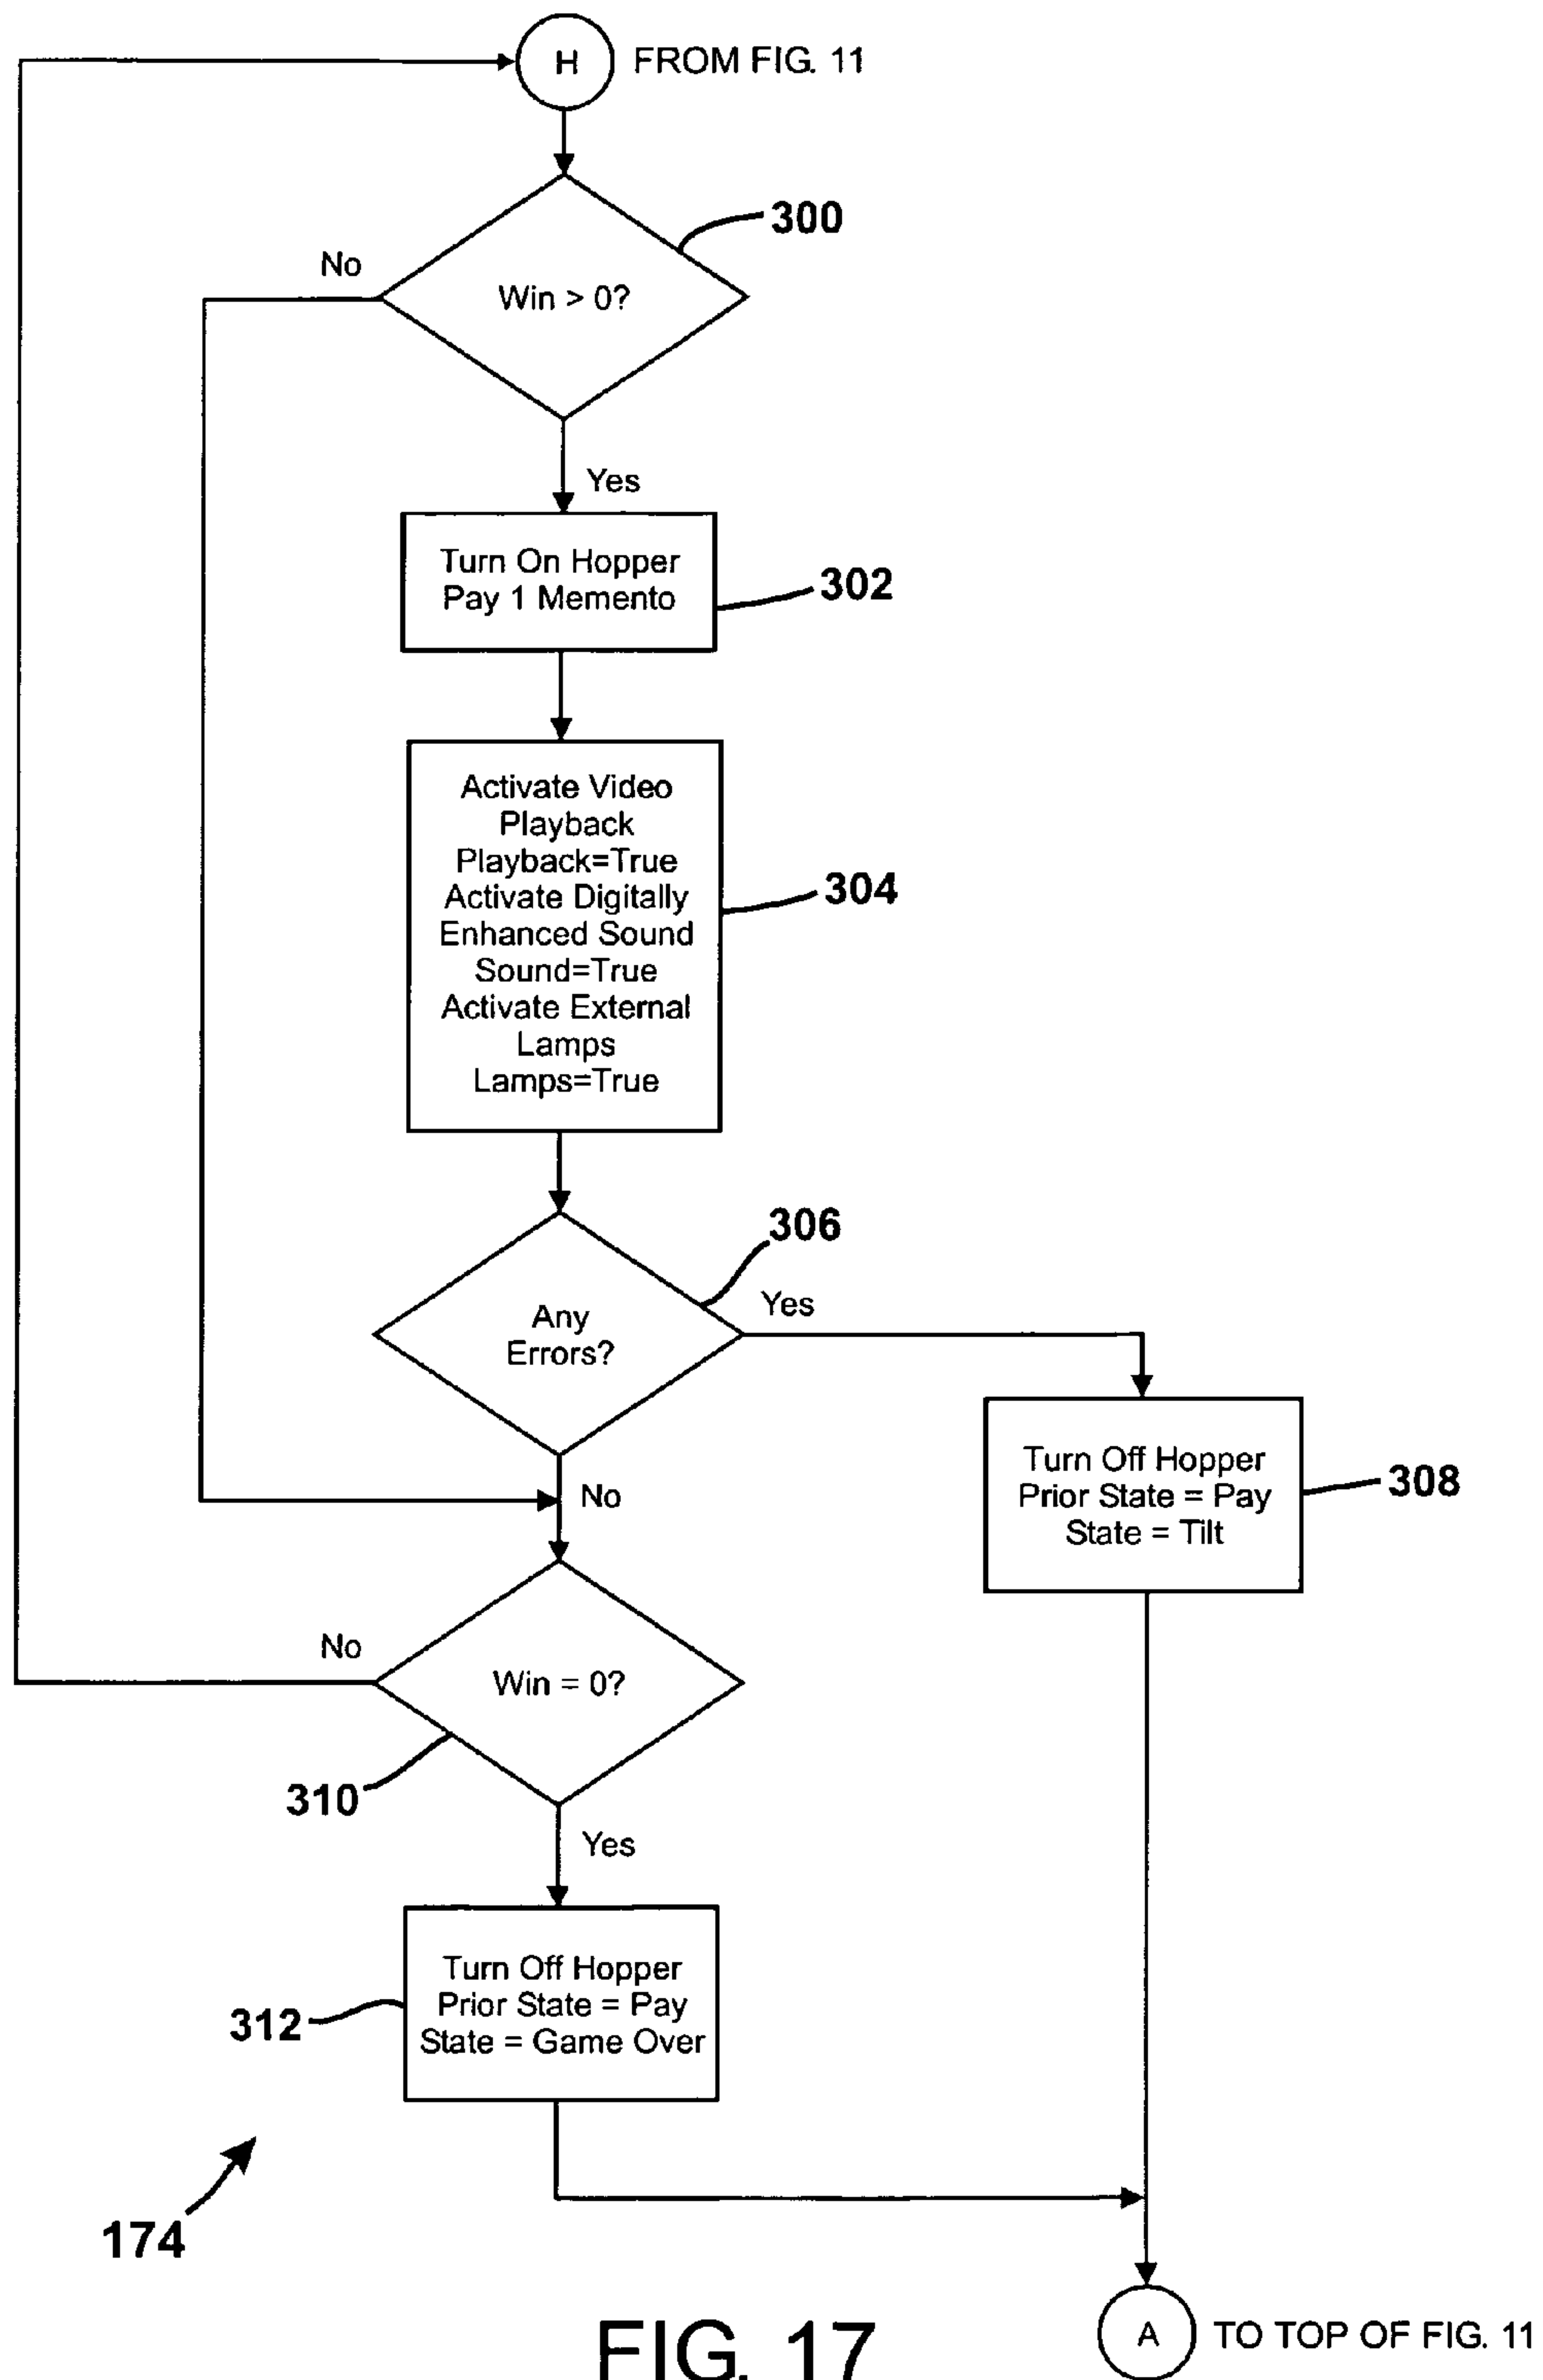 H FROM FIG. 11
300
No
Win > 0?
Yes
Turn On Hopper
Pay 1 Memento
302
Activate Video
Playback
Playback=True
Activate Digitally
Enhanced Sound
Sound=True
Activate External
Lamps
Lamps=True
304
306
Yes
Any
Errors?
No
Turn Off Hopper
Prior State = Pay
State = Tilt
308
No
Win = 0?
310
Yes
Turn Off Hopper
Prior State = Pay
State = Game Over
312
174
A TO TOP OF FIG. 11
FIG. 17